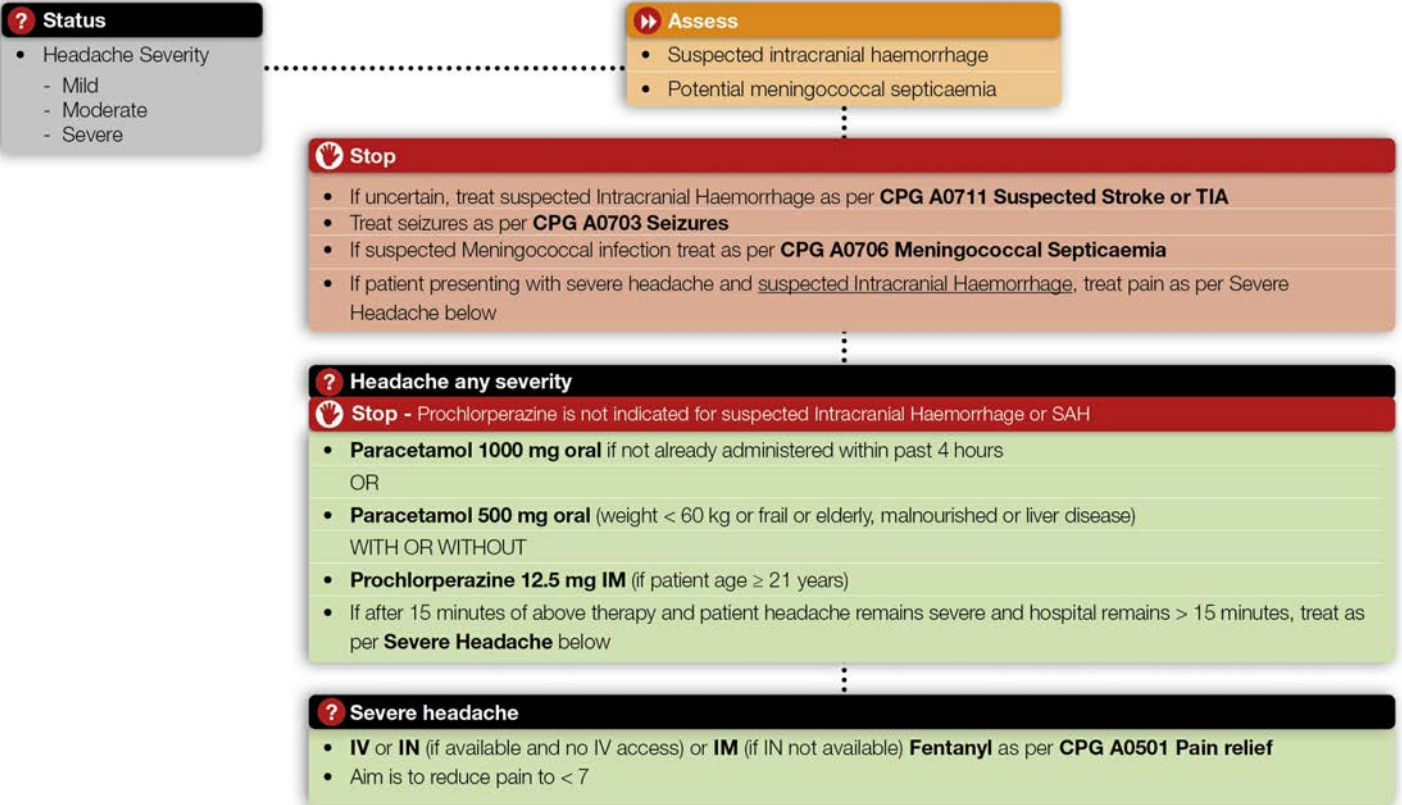 Status
• Headache Severity
- Mild
- Moderate
- Severe
Assess
• Suspected intracranial haemorrhage
• Potential meningococcal septicaemia
Stop
• If uncertain, treat suspected Intracranial Haemorrhage as per CPG A0711 Suspected Stroke or TIA
• Treat seizures as per CPG A0703 Seizures
• If suspected Meningococcal infection treat as per CPG A0706 Meningococcal Septicaemia
• If patient presenting with severe headache and suspected Intracranial Haemorrhage, treat pain as per Severe
Headache below
? Headache any severity
Stop - Prochlorperazine is not indicated for suspected Intracranial Haemorrhage or SAH
• Paracetamol 1000 mg oral if not already administered within past 4 hours
OR
• Paracetamol 500 mg oral (weight < 60 kg or frail or elderly, malnourished or liver disease)
WITH OR WITHOUT
• Prochlorperazine 12.5 mg IM (if patient age ≥ 21 years)
• If after 15 minutes of above therapy and patient headache remains severe and hospital remains > 15 minutes, treat as
per Severe Headache below
? Severe headache
• IV or IN (if available and no IV access) or IM (if IN not available) Fentanyl as per CPG A0501 Pain relief
• Aim is to reduce pain to < 7